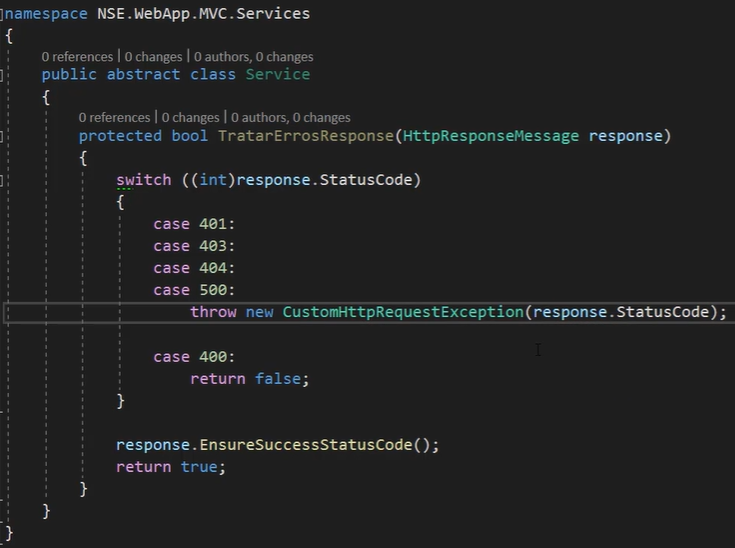 namespace NSE.WebApp.MVC.Services
{
0 references | 0 changes | 0 authors, 0 changes
public abstract class Service
{
0 references | 0 changes | 0 authors, 0 changes
protected bool TratarErrosResponse(HttpResponseMessage response)
{
switch ((int)response.StatusCode)
{
case 401:
case 403:
case 404:
case 500:
throw new CustomHttpRequestException(response.StatusCode);
case 400:
return false;
}
response.EnsureSuccessStatusCode();
return true;
}
}
}